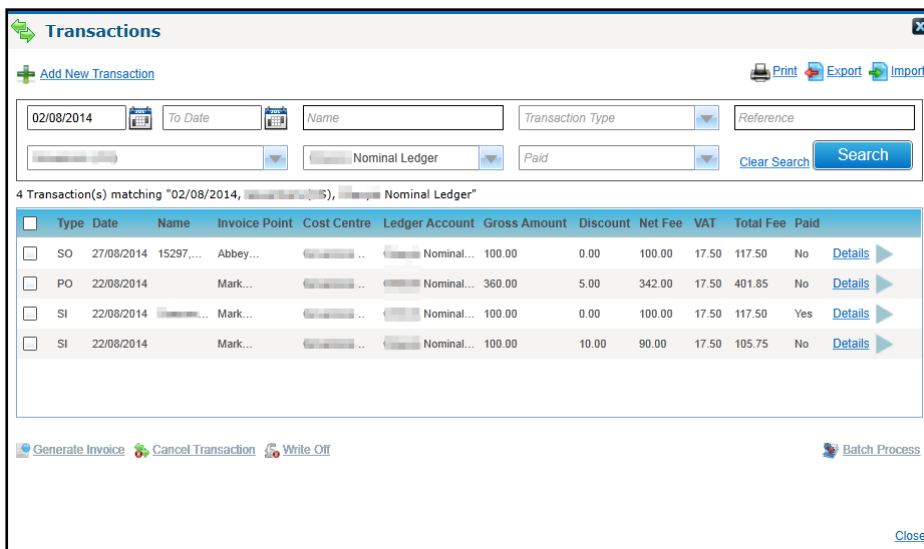 Transactions
Add New Transaction Print Export Import
02/08/2014 To Date Name Transaction Type Reference
Nominal Ledger Paid Clear Search Search
4 Transaction(s) matching "02/08/2014, Nominal Ledger"
Type Date Name Invoice Point Cost Centre Ledger Account Gross Amount Discount Net Fee VAT Total Fee Paid
SO 27/08/2014 15297,... Abbey... .. Nominal... 100.00 0.00 100.00 17.50 117.50 No Details
PO 22/08/2014 Mark... .. Nominal... 360.00 5.00 342.00 17.50 401.85 No Details
SI 22/08/2014 ... Mark... .. Nominal... 100.00 0.00 100.00 17.50 117.50 Yes Details
SI 22/08/2014 Mark... .. Nominal... 100.00 10.00 90.00 17.50 105.75 No Details
Generate Invoice Cancel Transaction Write Off Batch Process
Close